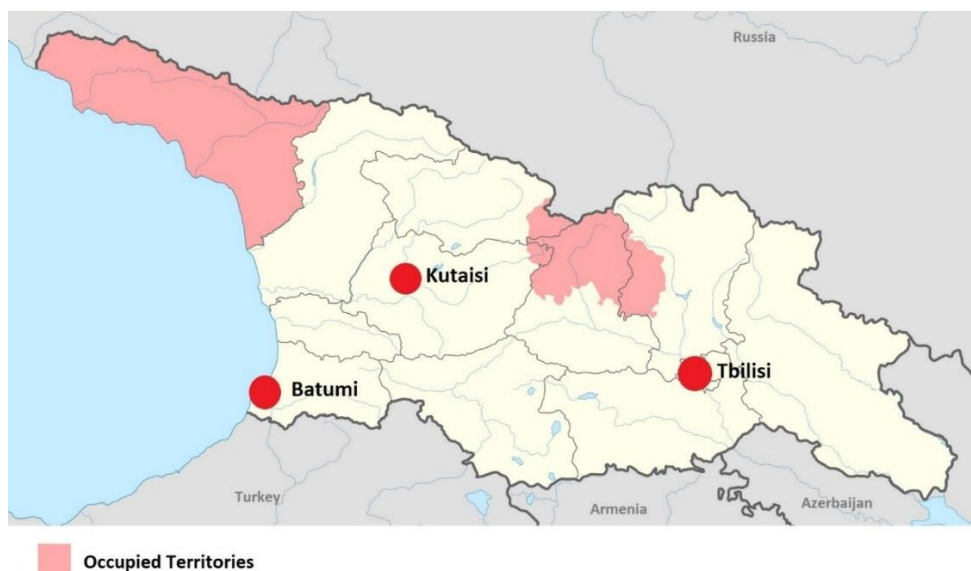 Russia
Kutaisi
Tbilisi
Batumi
Turkey
Armenia
Azerbaijan
Occupied Territories